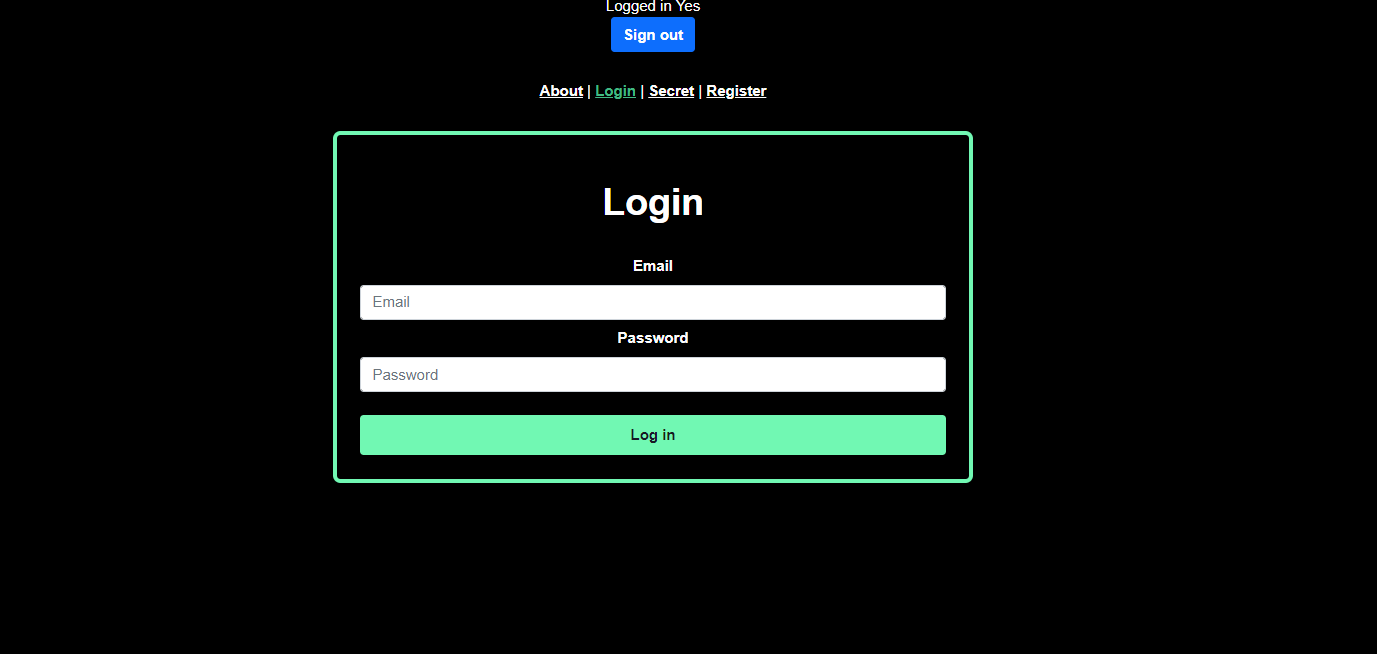 Logged in Yes
Sign out
About | Login | Secret | Register
Login
Email
Email
Password
Password
Log in